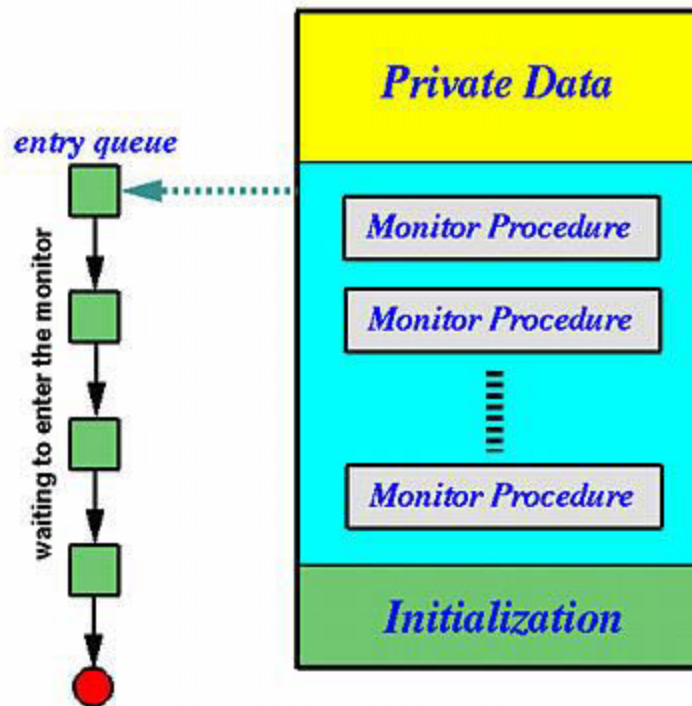 Private Data
entry queue
waiting to enter the monitor
Monitor Procedure
Monitor Procedure
Monitor Procedure
Initialization